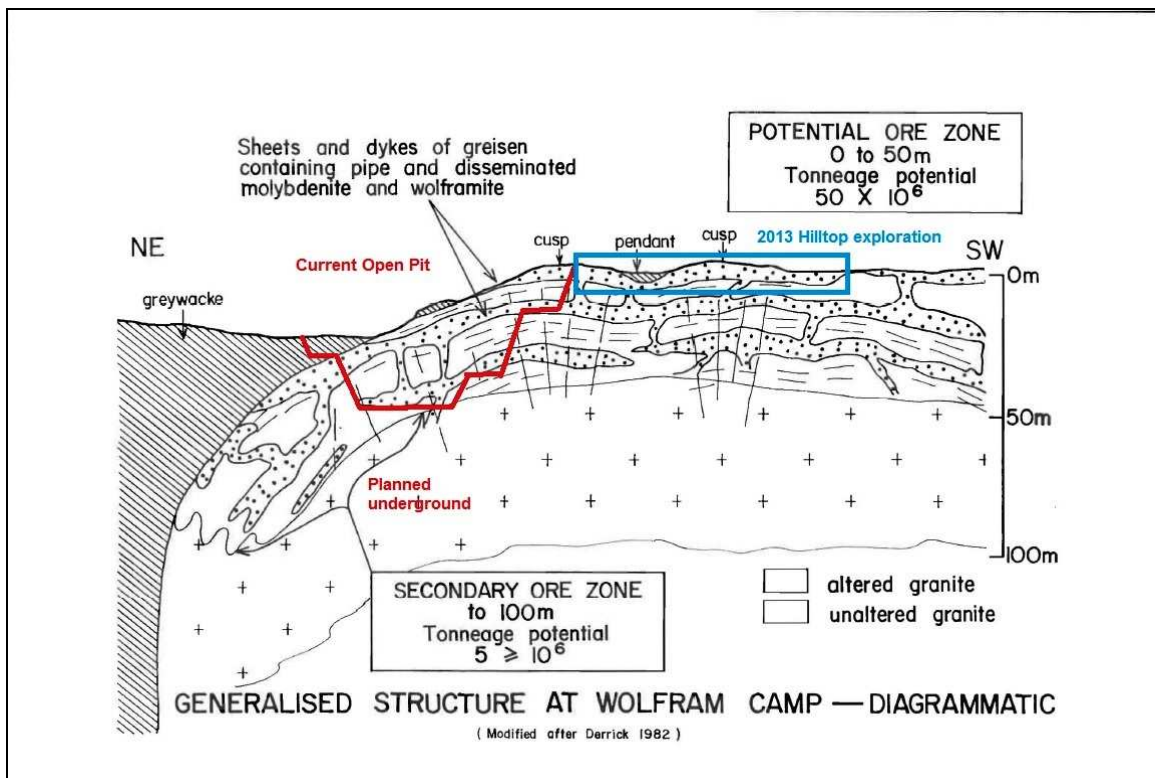 Sheets and dykes of greisen
containing pipe and disseminated
molybdenite and wolframite
POTENTIAL ORE ZONE
0 to 50m
Tonneage potential
50 X 10⁶
NE
Current Open Pit
cusp
pendant
cusp
2013 Hilltop exploration
SW
0m
greywacke
50m
Planned
underground
100m
SECONDARY ORE ZONE
to 100m
Tonneage potential
5 ⩾ 10⁶
altered granite
unaltered granite
GENERALISED STRUCTURE AT WOLFRAM CAMP — DIAGRAMMATIC
( Modified after Derrick 1982 )